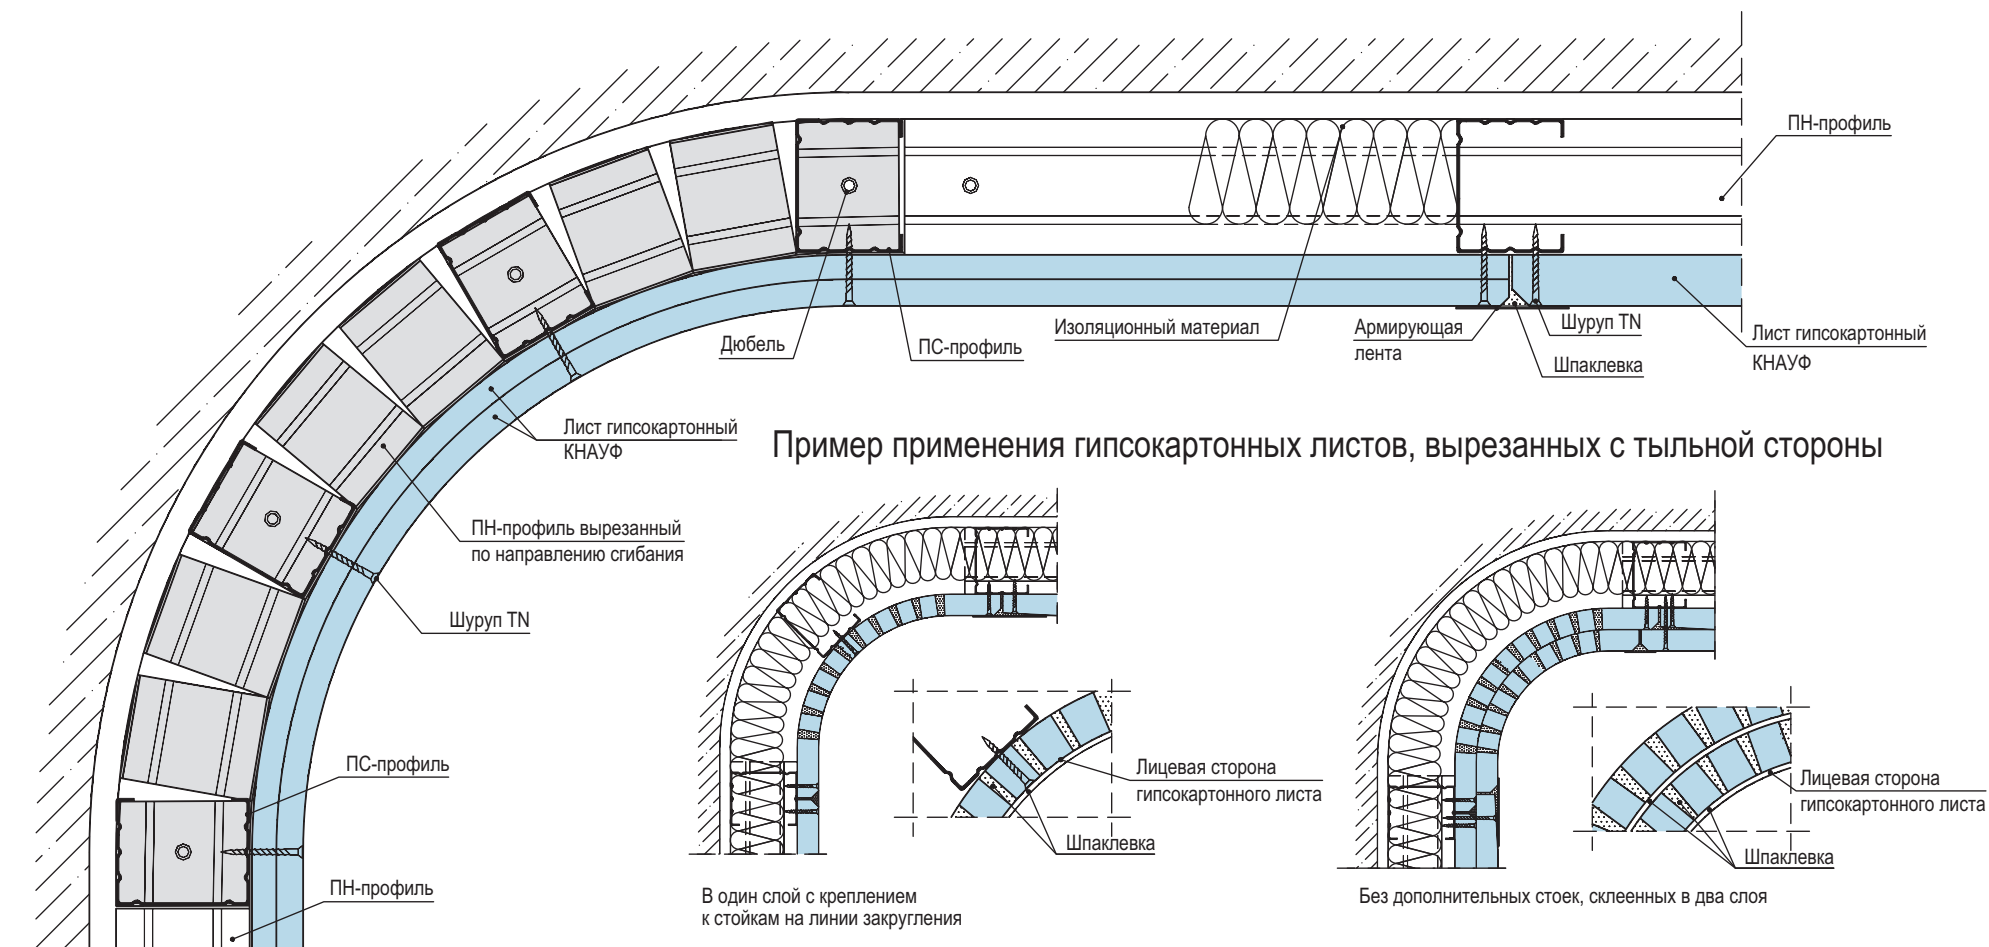 ПН-профиль
Дюбель
ПС-профиль
Изоляционный материал
Армирующая
лента
Шуруп TN
Шпаклевка
Лист гипсокартонный
КНАУФ
Лист гипсокартонный
КНАУФ
Пример применения гипсокартонных листов, вырезанных с тыльной стороны
ПН-профиль вырезанный
по направлению сгибания
Шуруп TN
ПС-профиль
ПН-профиль
Лицевая сторона
гипсокартонного листа
Шпаклевка
В один слой с креплением
к стойкам на линии закругления
Лицевая сторона
гипсокартонного листа
Шпаклевка
Без дополнительных стоек, склеенных в два слоя